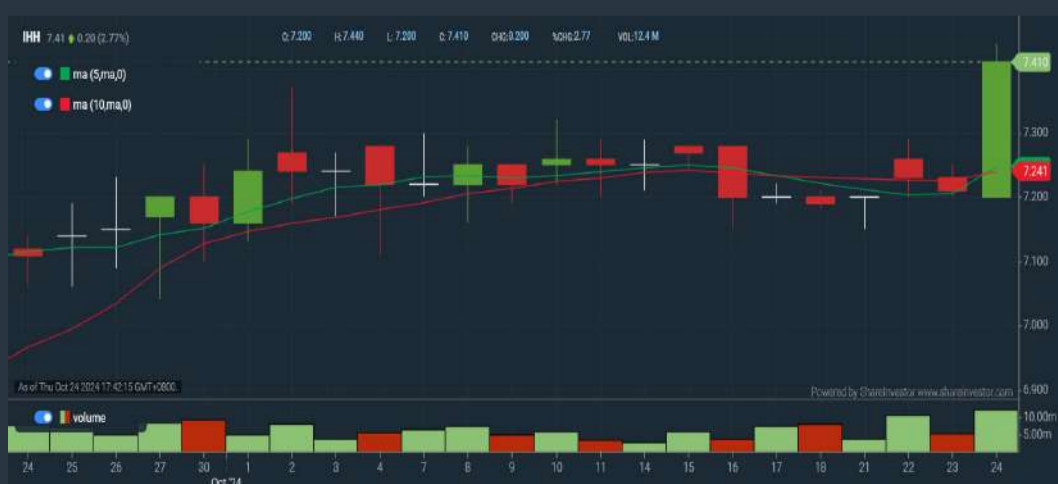 IHH 7.41 0.20 (2.77%) O: 7.200 H: 7.440 L: 7.200 C: 7.410 CHG: 0.200 %CHG: 2.77 VOL: 12.4 M
7.410
ma (5,ma,0)
ma (10,ma,0)
7.300
7.241
7.200
7.100
7.000
As of Thu Oct 24 2024 17:42:15 GMT+0800. Powered by ShareInvestor www.shareinvestor.com 6.900
volume 10.00m
5.00m
24 25 26 27 30 1 2 3 4 7 8 9 10 11 14 15 16 17 18 21 22 23 24
Oct '24